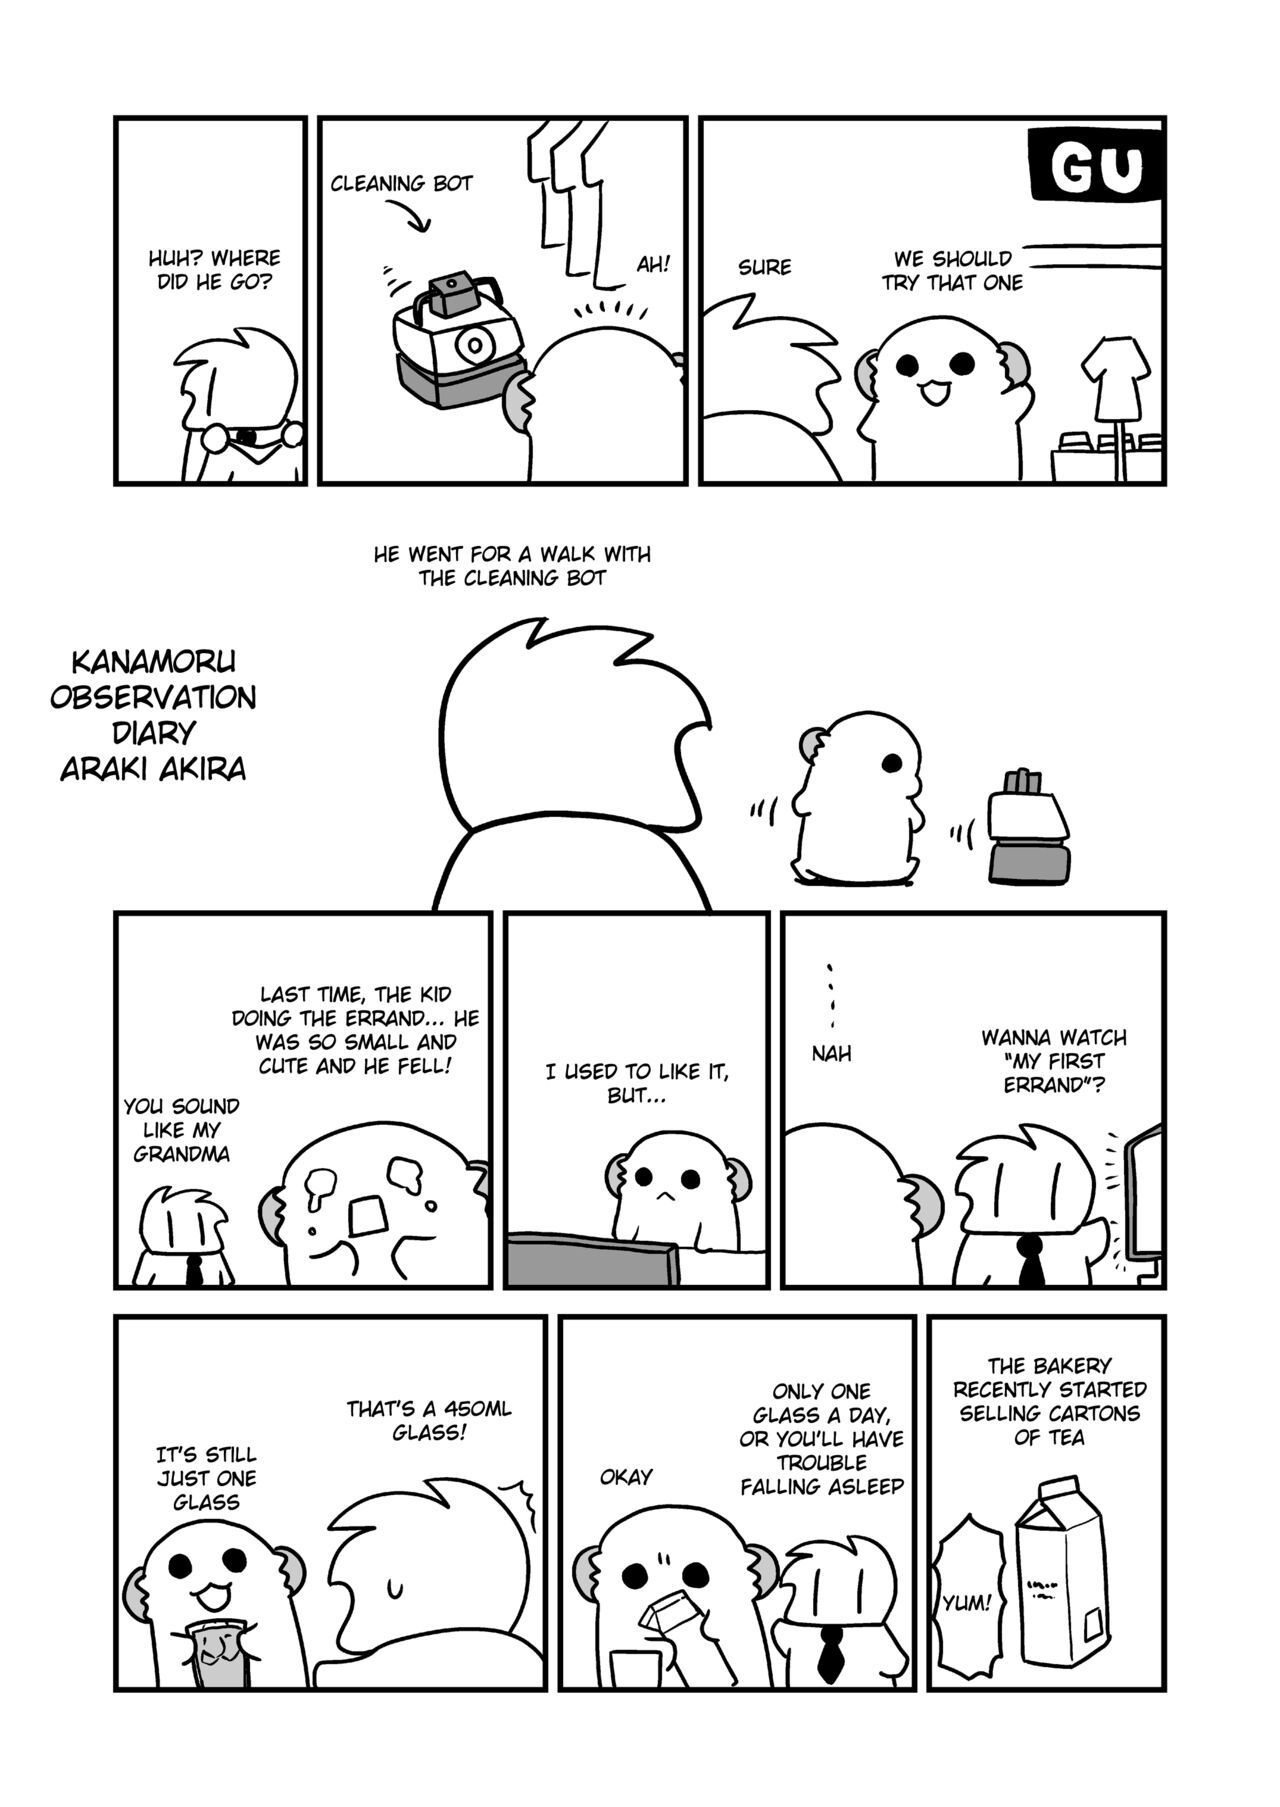 GU
WE SHOULD
TRY THAT ONE
SURE
CLEANING BOT
AH!
HUH? WHERE
DID HE GO?
HE WENT FOR A WALK WITH
THE CLEANING BOT
KANAMORU
OBSERVATION
DIARY
ARAKI AKIRA
WANNA WATCH
"MY FIRST
ERRAND"?
.....
NAH
I USED TO LIKE IT,
BUT...
LAST TIME, THE KID
DOING THE ERRAND... HE
WAS SO SMALL AND
CUTE AND HE FELL!
YOU SOUND
LIKE MY
GRANDMA
THE BAKERY
RECENTLY STARTED
SELLING CARTONS
OF TEA
YUM!
ONLY ONE
GLASS A DAY,
OR YOU'LL HAVE
TROUBLE
FALLING ASLEEP
OKAY
THAT'S A 450ML
GLASS!
IT'S STILL
JUST ONE
GLASS